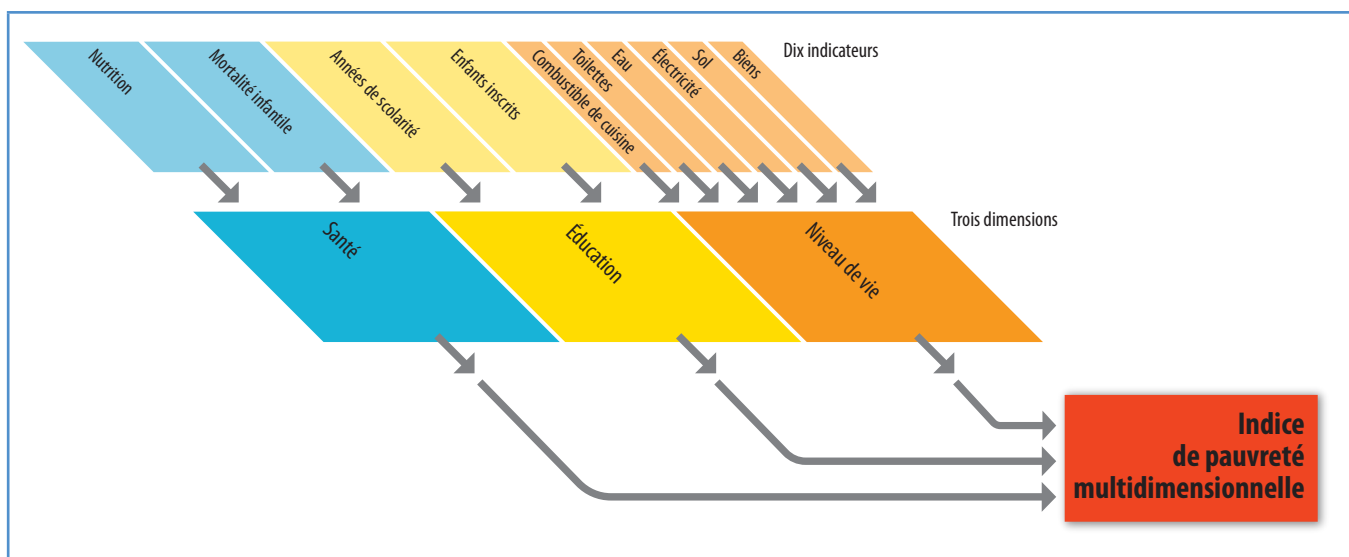 Nutrition
Mortalité infantile
Années de scolarité
Enfants inscrits
Combustible de cuisine
Toilettes
Eau
Électricité
Sol
Biens
Dix indicateurs
Santé
Éducation
Niveau de vie
Trois dimensions
Indice
de pauvreté
multidimensionnelle